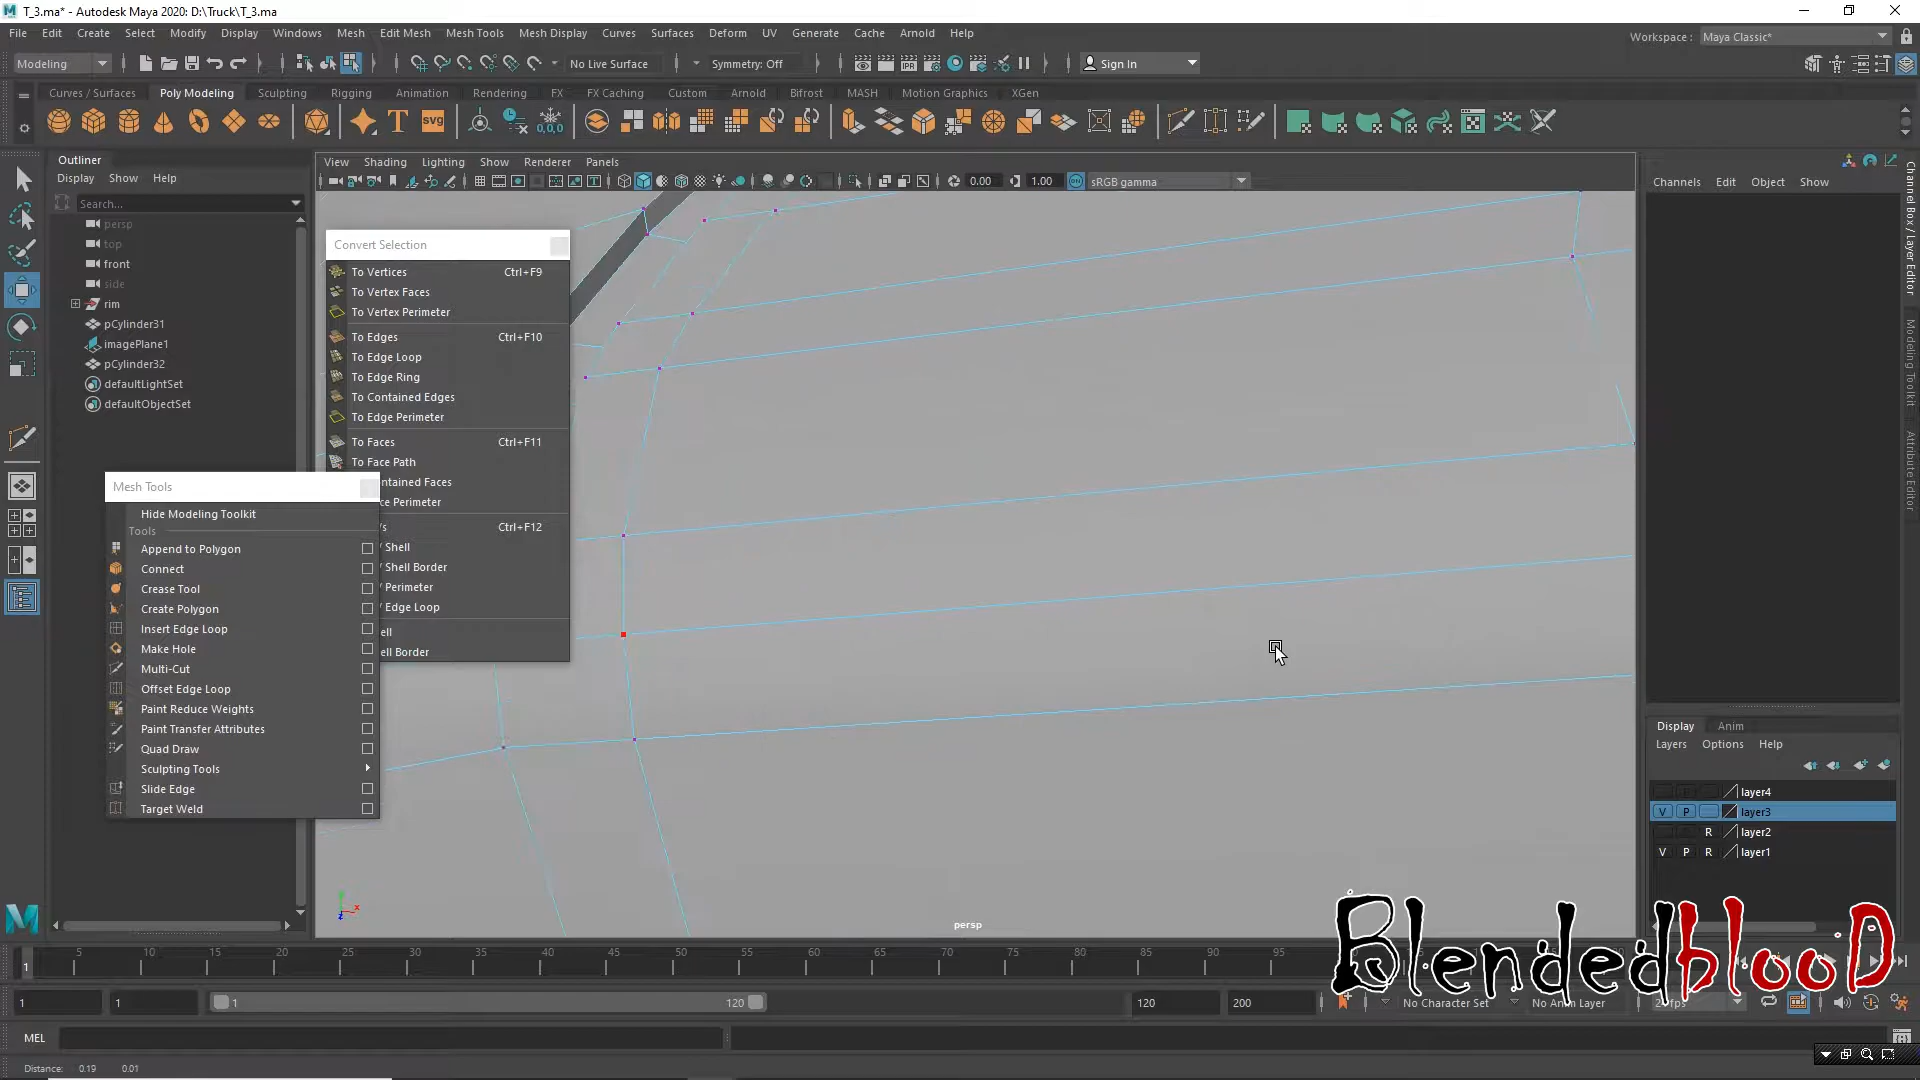 T_3.ma* - Autodesk Maya 2020: D:\Truck\T_3.ma
File Edit Create Select Modify Display Windows Mesh Edit Mesh Mesh Tools Mesh Display Curves Surfaces Deform UV Generate Cache Arnold Help
Workspace : Maya Classic*
Modeling No Live Surface Symmetry: Off Sign In
Curves / Surfaces Poly Modeling Sculpting Rigging Animation Rendering FX FX Caching Custom Arnold Bifrost MASH Motion Graphics XGen
Outliner
Display Show Help
Search...
persp
top
front
side
rim
pCylinder31
imagePlane1
pCylinder32
defaultLightSet
defaultObjectSet
View Shading Lighting Show Renderer Panels
0.00 1.00 sRGB gamma
Convert Selection
To Vertices Ctrl+F9
To Vertex Faces
To Vertex Perimeter
To Edges Ctrl+F10
To Edge Loop
To Edge Ring
To Contained Edges
To Edge Perimeter
To Faces Ctrl+F11
To Face Path
ntained Faces
ce Perimeter
/s Ctrl+F12
/ Shell
/ Shell Border
/ Perimeter
/ Edge Loop
ell
ell Border
Mesh Tools
Hide Modeling Toolkit
Tools
Append to Polygon
Connect
Crease Tool
Create Polygon
Insert Edge Loop
Make Hole
Multi-Cut
Offset Edge Loop
Paint Reduce Weights
Paint Transfer Attributes
Quad Draw
Sculpting Tools
Slide Edge
Target Weld
persp
Channels Edit Object Show
Channel Box / Layer Editor
Modeling Toolkit
Attribute Editor
Display Anim
Layers Options Help
layer4
V P layer3
R layer2
V P R layer1
BlendedblooD
5 10 15 20 25 30 35 40 45 50 55 60 65 70 75 80 85 90 95
1
1 1 1 120 120 200 No Character Set No Anim Layer
MEL
Distance: 0.19 0.01